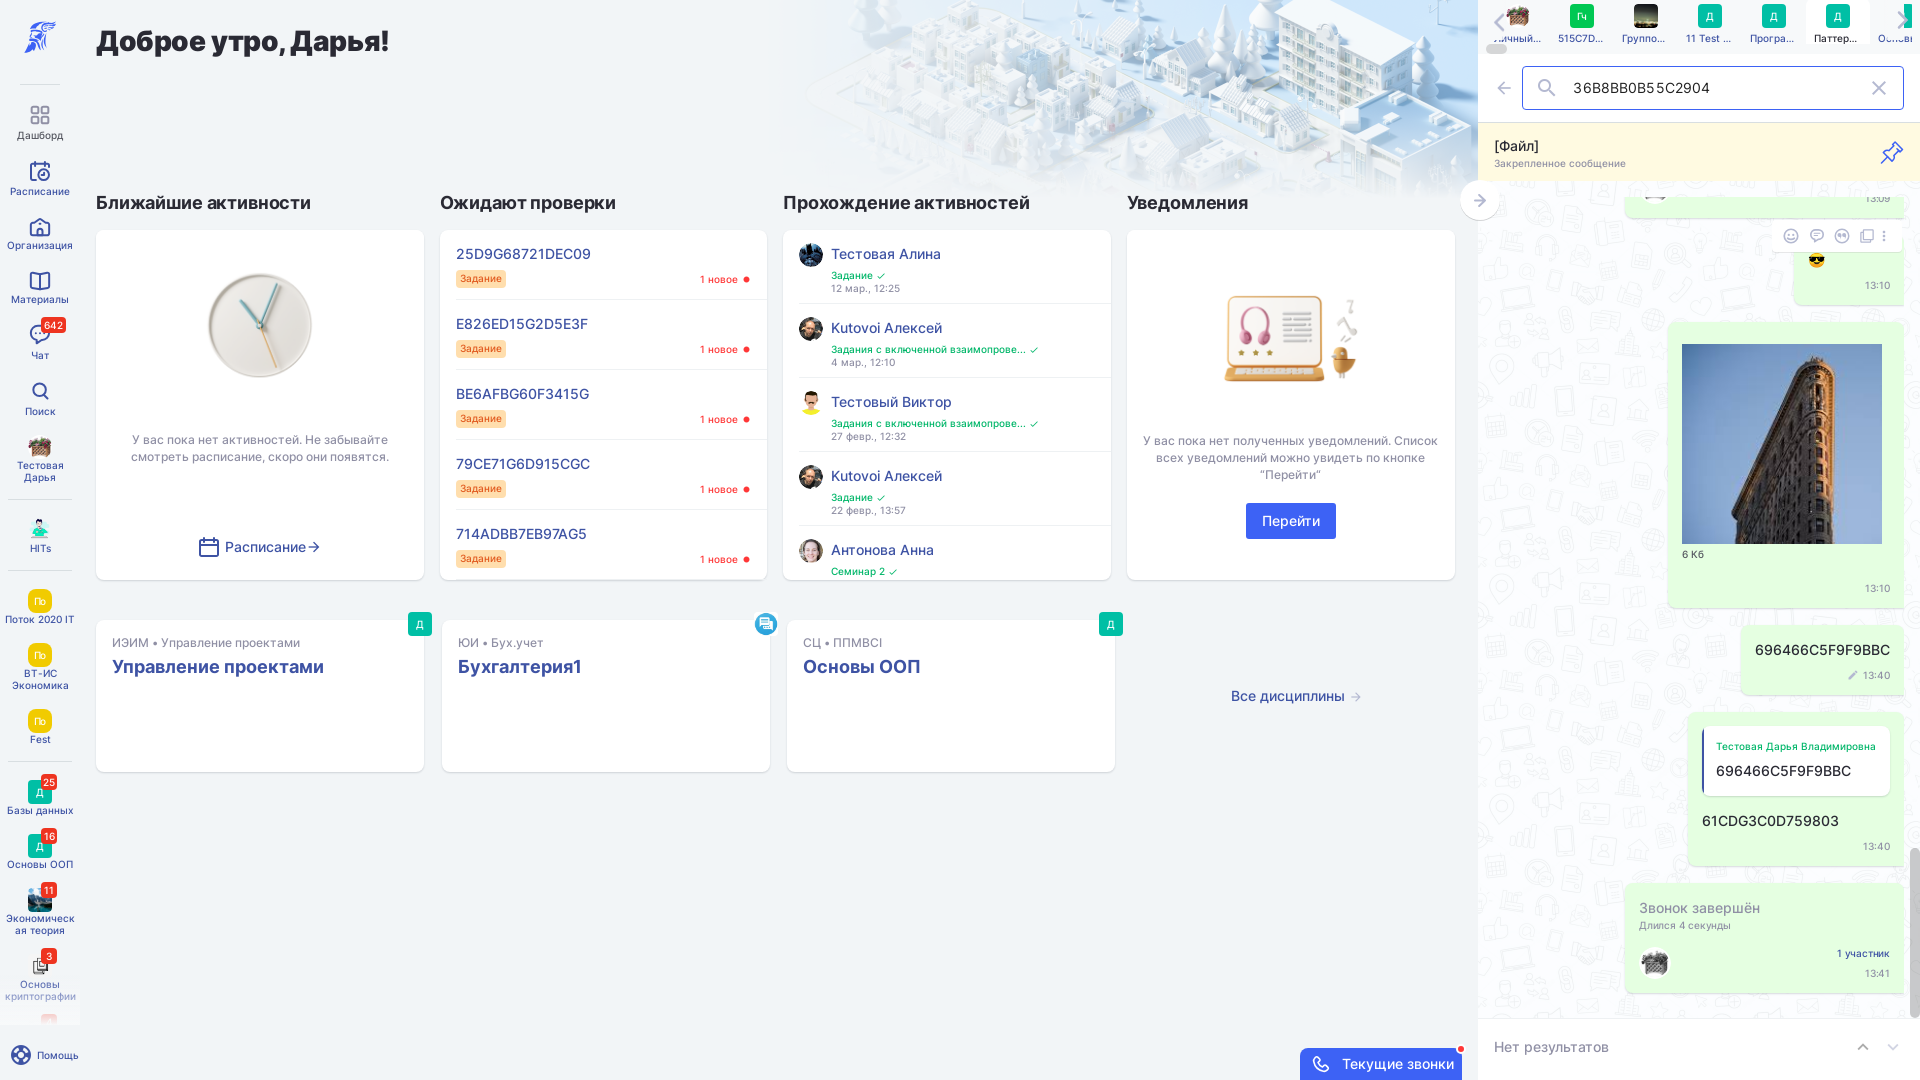 Дашборд
Расписание
Организация
Материалы
642
Чат
Поиск
Тестовая
Дарья
HITs
По
Поток 2020 IT
По
ВТ-ИС
Экономика
По
Fest
25
Д
Базы данных
16
Д
Основы ООП
11
Экономическ
ая теория
3
Основы
криптографии
Помощь
Доброе утро, Дарья!
Ближайшие активности
У вас пока нет активностей. Не забывайте
смотреть расписание, скоро они появятся.
Расписание
Ожидают проверки
25D9G68721DEC09
Задание
1 новое
E826ED15G2D5E3F
Задание
1 новое
BE6AFBG60F3415G
Задание
1 новое
79CE71G6D915CGC
Задание
1 новое
714ADBB7EB97AG5
Задание
1 новое
Прохождение активностей
Тестовая Алина
Задание
12 мар., 12:25
Kutovoi Алексей
Задания с включенной взаимопрове...
4 мар., 12:10
Тестовый Виктор
Задания с включенной взаимопрове...
27 февр., 12:32
Kutovoi Алексей
Задание
22 февр., 13:57
Антонова Анна
Семинар 2
Уведомления
У вас пока нет полученных уведомлений. Список
всех уведомлений можно увидеть по кнопке
“Перейти”
Перейти
Д
ИЭИМ • Управление проектами
Управление проектами
ЮИ • Бух.учет
Бухгалтерия1
Д
СЦ • ППМВСІ
Основы ООП
Все дисциплины
Текущие звонки
Личный...
Гч
515C7D...
Группо...
Д
11 Test ...
Д
Програ...
Д
Паттер...
36B8BB0B55C2904
[Файл]
Закрепленное сообщение
13:09
13:10
6 Кб
13:10
696466C5F9F9BBC
13:40
Тестовая Дарья Владимировна
696466C5F9F9BBC
61CDG3C0D759803
13:40
Звонок завершён
Длился 4 секунды
1 участник
13:41
Нет результатов